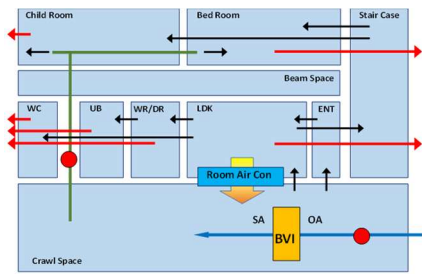 Child Room
Bed Room
Stair Case
Beam Space
WC
UB
WR/DR
LDK
ENT
Room Air Con
SA
OA
BVI
Crawl Space